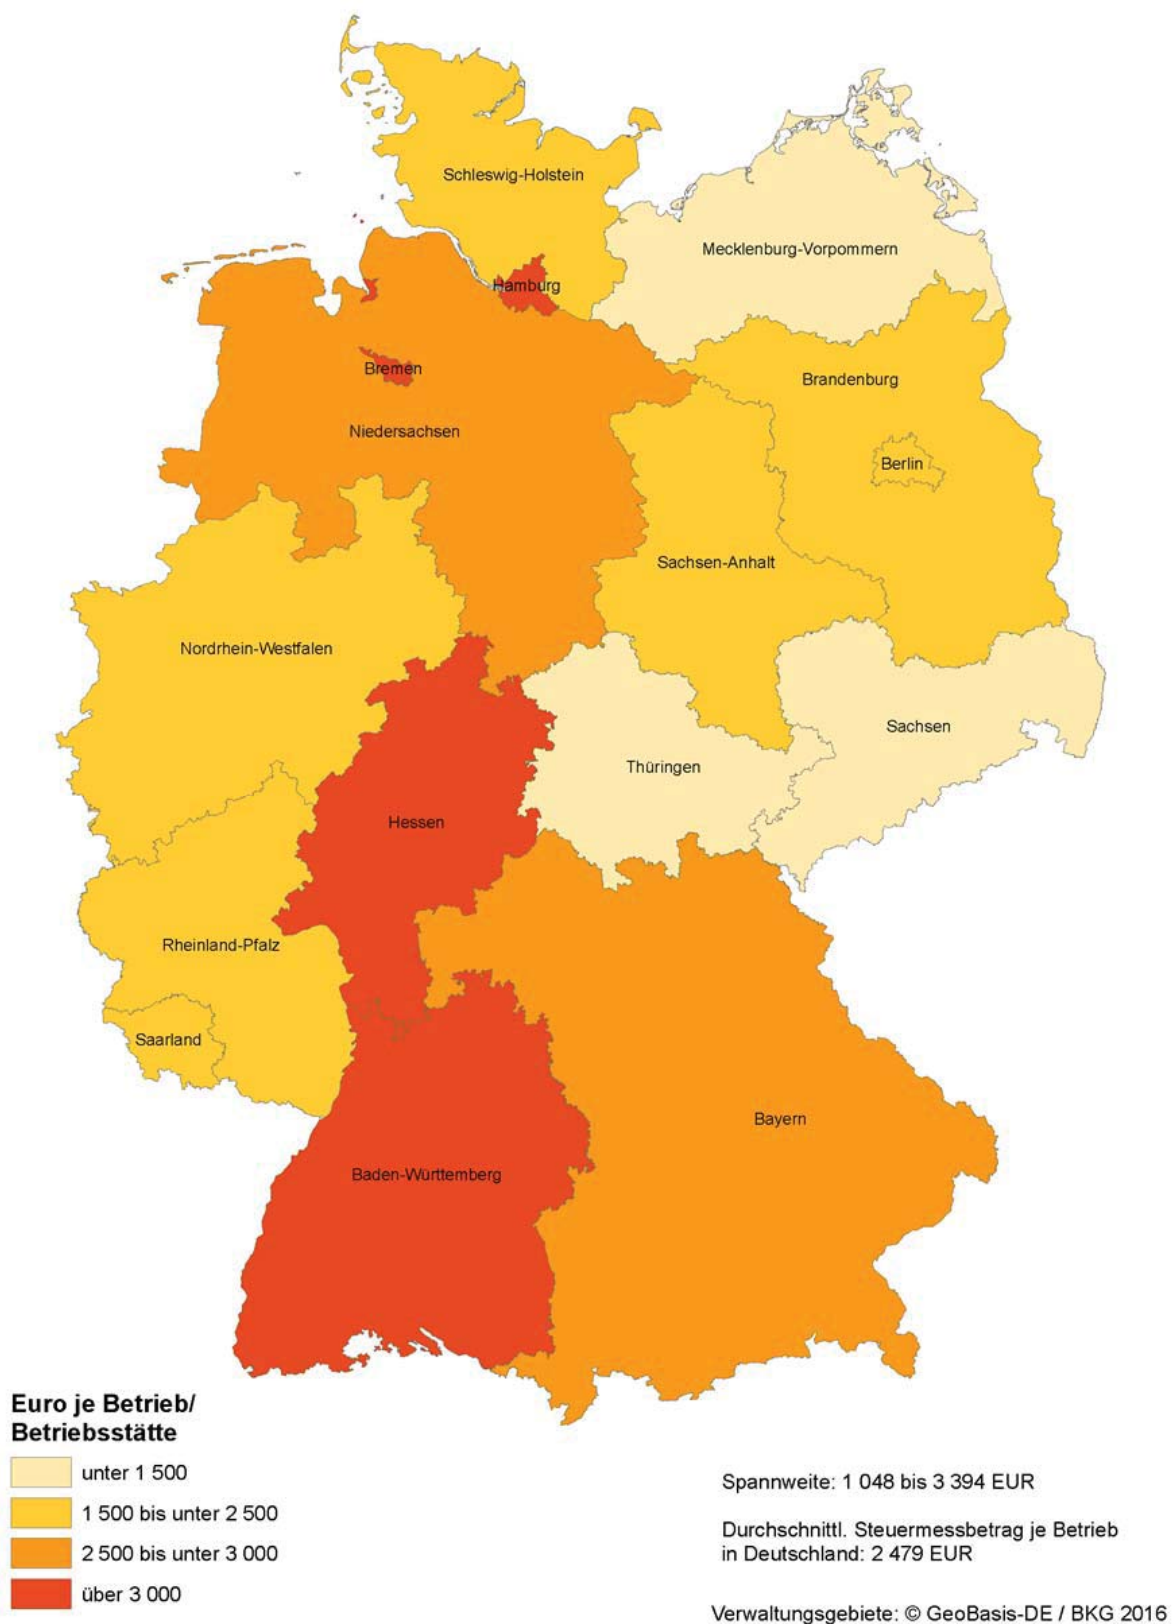 Schleswig-Holstein
Mecklenburg-Vorpommern
Hamburg
Bremen
Brandenburg
Niedersachsen
Berlin
Sachsen-Anhalt
Nordrhein-Westfalen
Sachsen
Thüringen
Hessen
Rheinland-Pfalz
Saarland
Bayern
Baden-Württemberg
Euro je Betrieb/
Betriebsstätte
unter 1 500
1 500 bis unter 2 500
2 500 bis unter 3 000
über 3 000
Spannweite: 1 048 bis 3 394 EUR
Durchschnittl. Steuermessbetrag je Betrieb
in Deutschland: 2 479 EUR
Verwaltungsgebiete: © GeoBasis-DE / BKG 2016